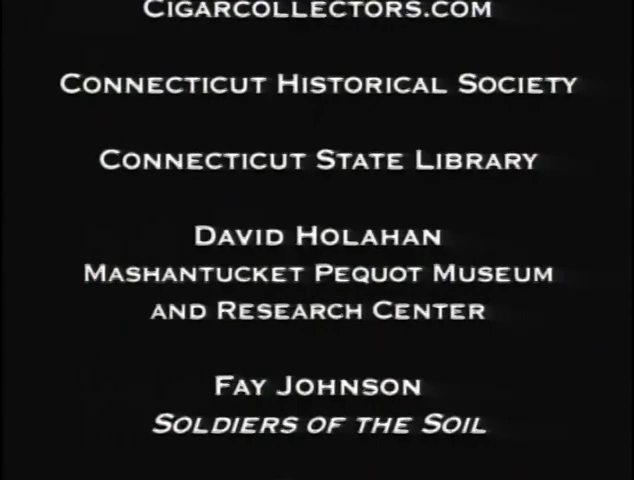 CIGARCOLLECTORS.COM
CONNECTICUT HISTORICAL SOCIETY
CONNECTICUT STATE LIBRARY
DAVID HOLAHAN
MASHANTUCKET PEQUOT MUSEUM
AND RESEARCH CENTER
FAY JOHNSON
SOLDIERS OF THE SOIL